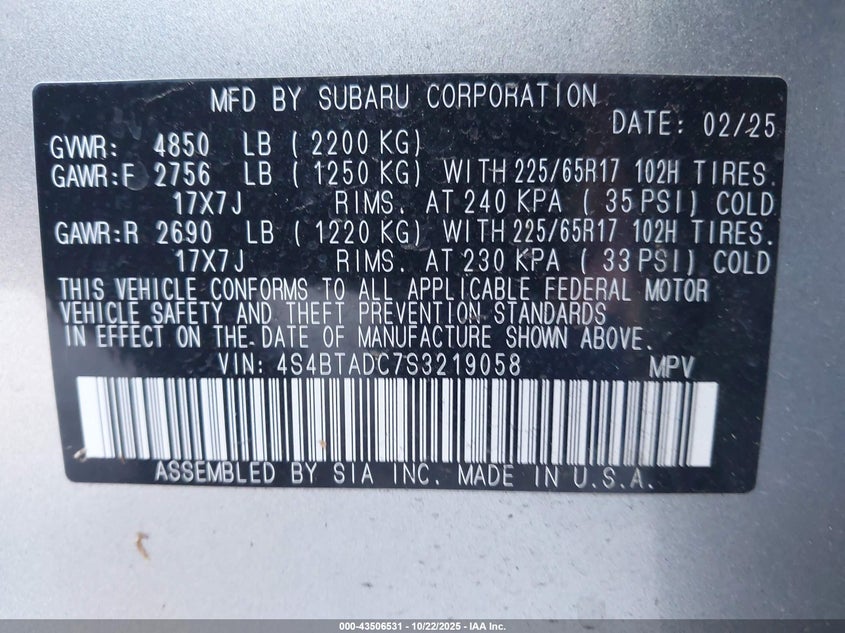 MFD BY SUBARU CORPORATION
DATE: 02/25
GVWR: 4850 LB ( 2200 KG)
GAWR:F 2756 LB ( 1250 KG) WITH 225/65R17 102H TIRES.
17X7J RIMS. AT 240 KPA ( 35 PSI) COLD
GAWR:R 2690 LB ( 1220 KG) WITH 225/65R17 102H TIRES.
17X7J RIMS. AT 230 KPA ( 33 PSI) COLD
THIS VEHICLE CONFORMS TO ALL APPLICABLE FEDERAL MOTOR
VEHICLE SAFETY AND THEFT PREVENTION STANDARDS
IN EFFECT ON THE DATE OF MANUFACTURE SHOWN ABOVE.
VIN: 4S4BTADC7S3219058 MPV
ASSEMBLED BY SIA INC. MADE IN U.S.A.
000-43506531 - 10/22/2025 - IAA Inc.